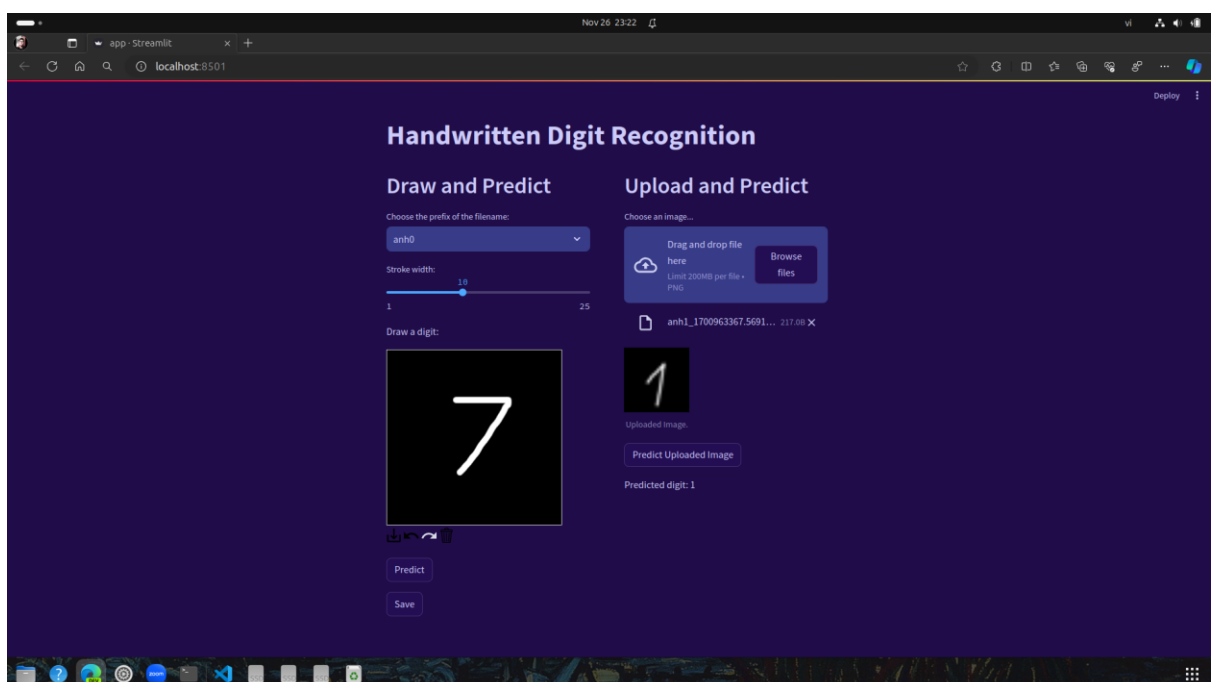 Nov 26 23:22
vi
app · Streamlit
localhost:8501
Deploy
Handwritten Digit Recognition
Draw and Predict
Choose the prefix of the filename:
anh0
Stroke width:
10
1 25
Draw a digit:
7
Predict
Save
Upload and Predict
Choose an image...
Drag and drop file
here
Limit 200MB per file •
PNG
Browse
files
anh1_1700963367.5691... 217.0B
1
Uploaded Image.
Predict Uploaded Image
Predicted digit: 1
zoom